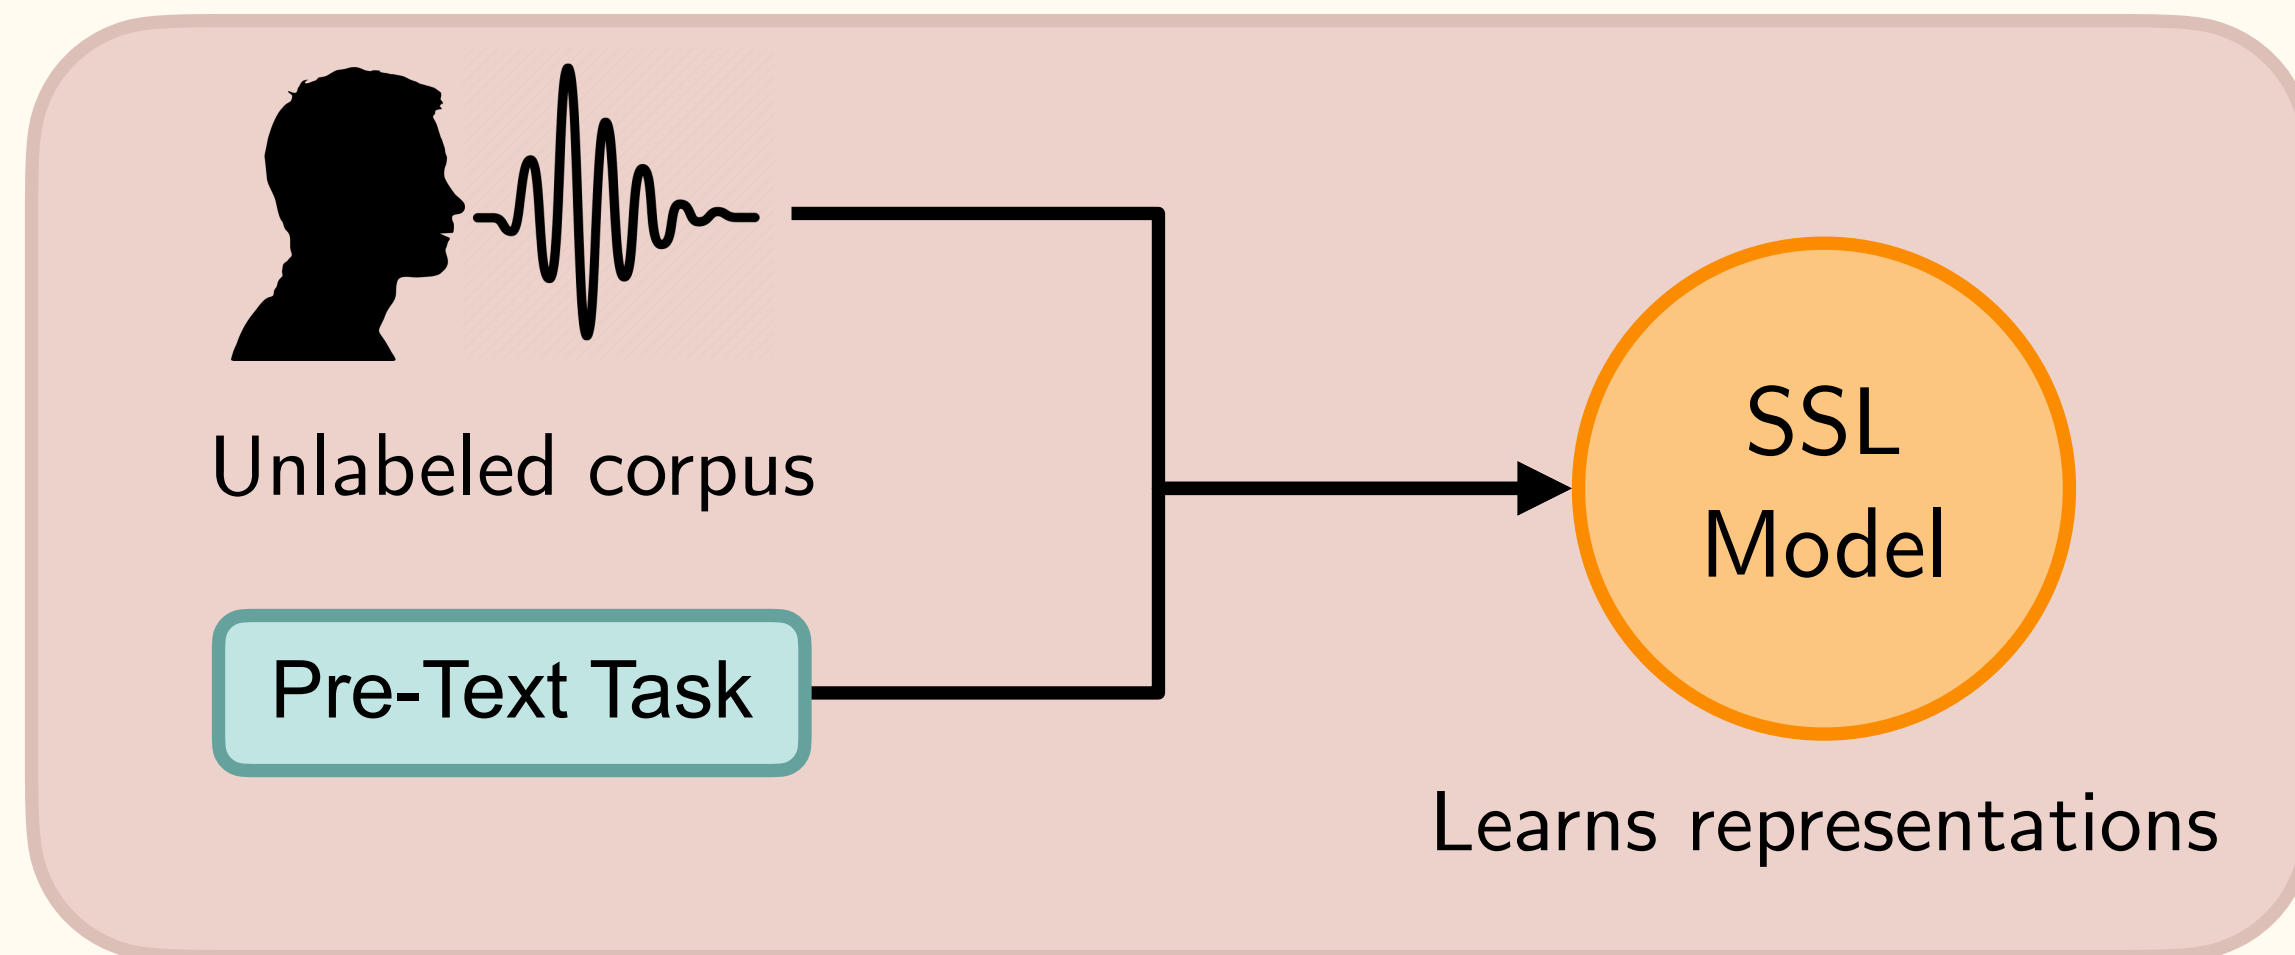 Unlabeled corpus
Pre-Text Task
SSL
Model
Learns representations